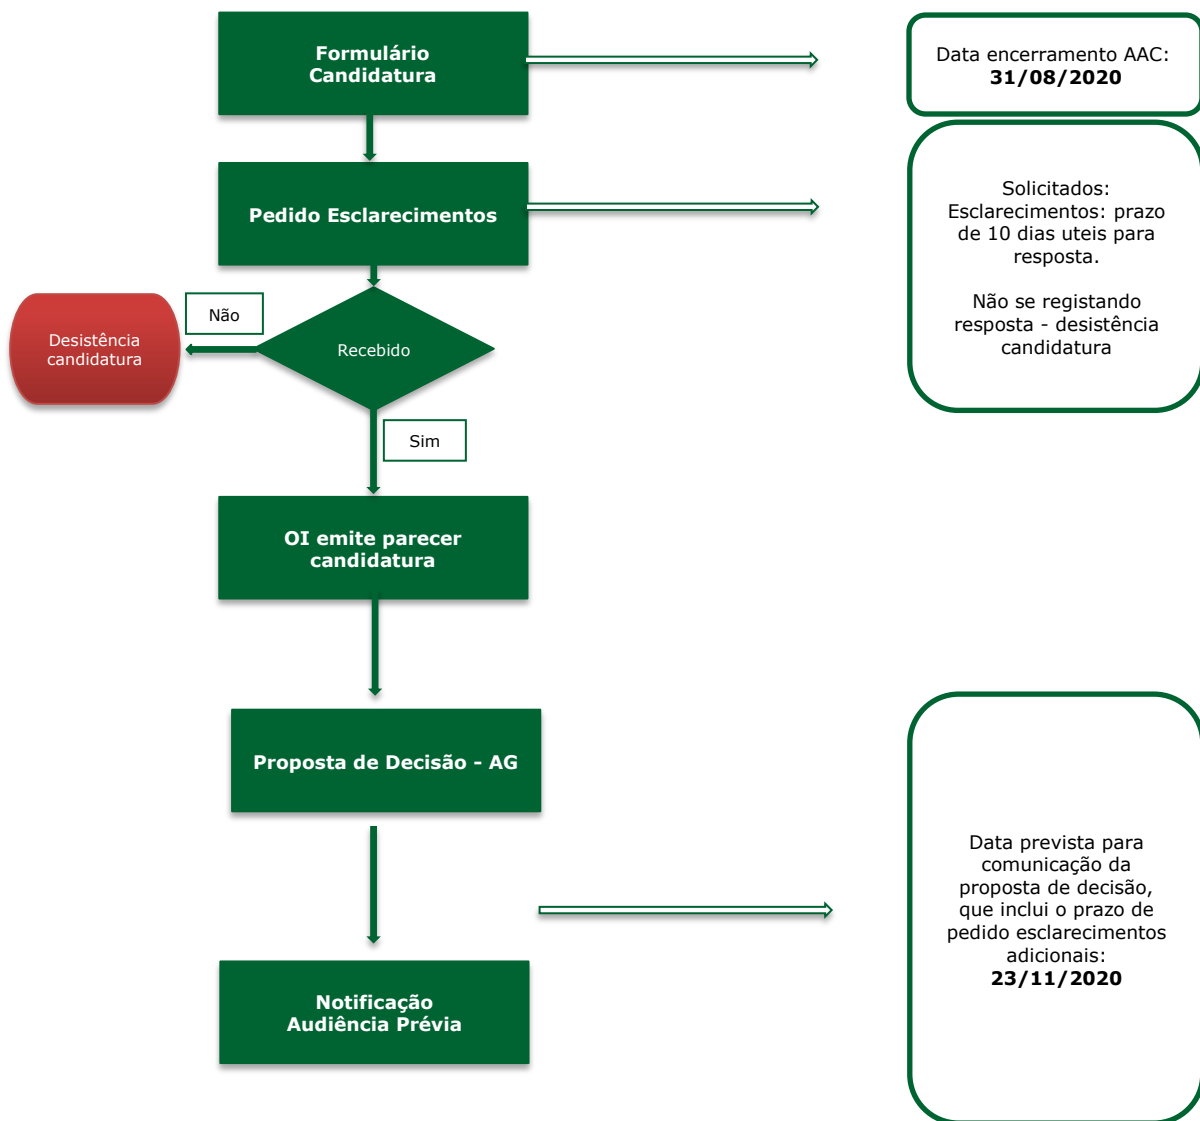 Formulário
Candidatura
Data encerramento AAC:
31/08/2020
Pedido Esclarecimentos
Solicitados:
Esclarecimentos: prazo
de 10 dias uteis para
resposta.
Não se registando
resposta - desistência
candidatura
Não
Desistência
candidatura
Recebido
Sim
OI emite parecer
candidatura
Proposta de Decisão - AG
Data prevista para
comunicação da
proposta de decisão,
que inclui o prazo de
pedido esclarecimentos
adicionais:
23/11/2020
Notificação
Audiência Prévia